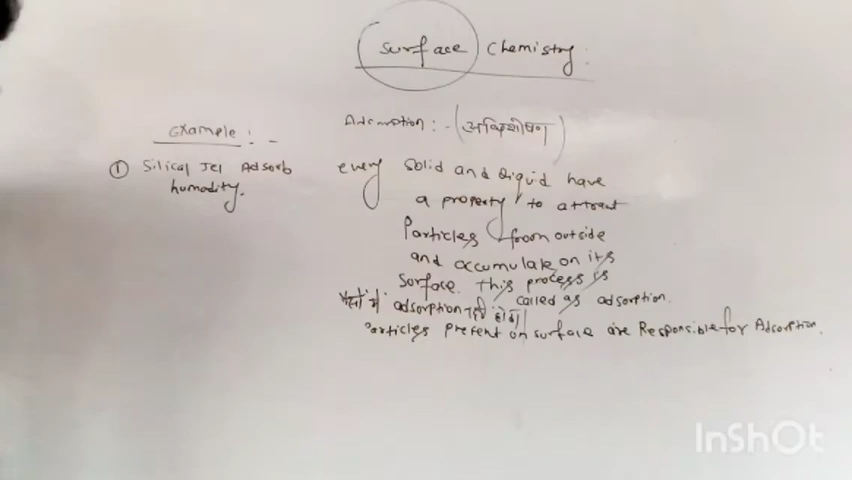 Surface Chemistry:
Adsorption : - (अधिशोषण)
Example : -
① Silical Jel Adsorb
humodity.
every solid and liquid have
a property to attract
Particles from outside
and accumulate on its
surface. This process is
called as adsorption.
गैसों में adsorption नहीं होता
Particles present on surface are Responsible for Adsorption.
InShOt